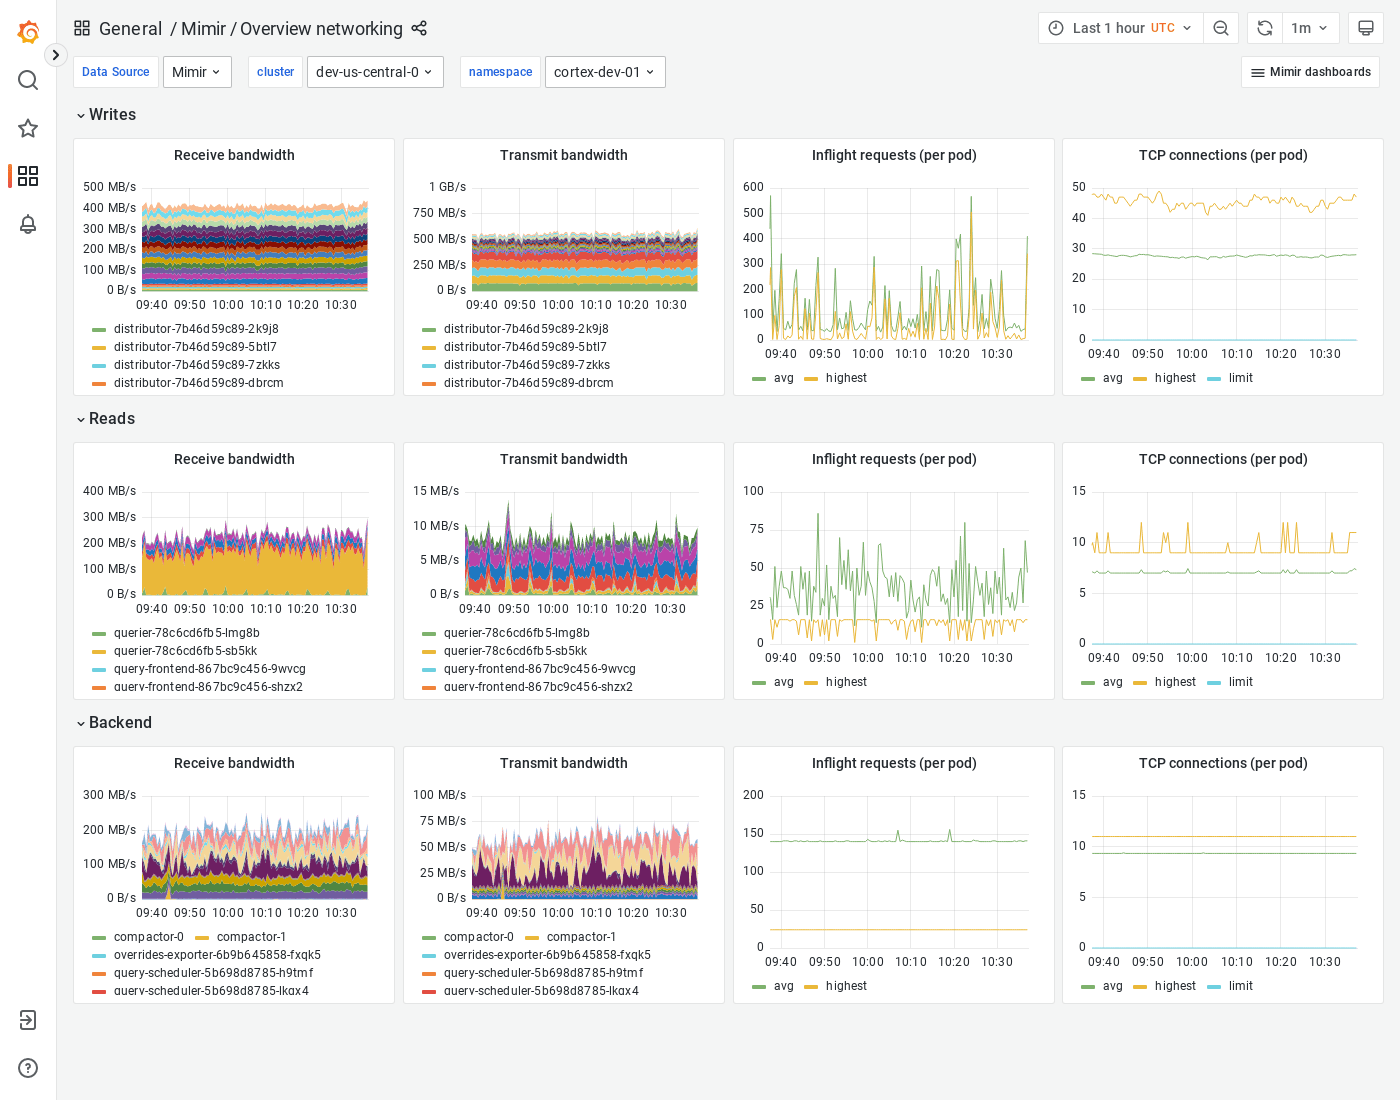 General / Mimir / Overview networking
Last 1 hour UTC
1m
Data Source Mimir cluster dev-us-central-0 namespace cortex-dev-01
Mimir dashboards
Writes
Receive bandwidth
500 MB/s
400 MB/s
300 MB/s
200 MB/s
100 MB/s
0 B/s
09:40 09:50 10:00 10:10 10:20 10:30
distributor-7b46d59c89-2k9j8
distributor-7b46d59c89-5btl7
distributor-7b46d59c89-7zkks
distributor-7b46d59c89-dbrcm
Transmit bandwidth
1 GB/s
750 MB/s
500 MB/s
250 MB/s
0 B/s
09:40 09:50 10:00 10:10 10:20 10:30
distributor-7b46d59c89-2k9j8
distributor-7b46d59c89-5btl7
distributor-7b46d59c89-7zkks
distributor-7b46d59c89-dbrcm
Inflight requests (per pod)
600
500
400
300
200
100
0
09:40 09:50 10:00 10:10 10:20 10:30
avg highest
TCP connections (per pod)
50
40
30
20
10
0
09:40 09:50 10:00 10:10 10:20 10:30
avg highest limit
Reads
Receive bandwidth
400 MB/s
300 MB/s
200 MB/s
100 MB/s
0 B/s
09:40 09:50 10:00 10:10 10:20 10:30
querier-78c6cd6fb5-lmg8b
querier-78c6cd6fb5-sb5kk
query-frontend-867bc9c456-9wvcg
query-frontend-867bc9c456-shzx2
Transmit bandwidth
15 MB/s
10 MB/s
5 MB/s
0 B/s
09:40 09:50 10:00 10:10 10:20 10:30
querier-78c6cd6fb5-lmg8b
querier-78c6cd6fb5-sb5kk
query-frontend-867bc9c456-9wvcg
query-frontend-867bc9c456-shzx2
Inflight requests (per pod)
100
75
50
25
0
09:40 09:50 10:00 10:10 10:20 10:30
avg highest
TCP connections (per pod)
15
10
5
0
09:40 09:50 10:00 10:10 10:20 10:30
avg highest limit
Backend
Receive bandwidth
300 MB/s
200 MB/s
100 MB/s
0 B/s
09:40 09:50 10:00 10:10 10:20 10:30
compactor-0 compactor-1
overrides-exporter-6b9b645858-fxqk5
query-scheduler-5b698d8785-h9tmf
query-scheduler-5b698d8785-lkqx4
Transmit bandwidth
100 MB/s
75 MB/s
50 MB/s
25 MB/s
0 B/s
09:40 09:50 10:00 10:10 10:20 10:30
compactor-0 compactor-1
overrides-exporter-6b9b645858-fxqk5
query-scheduler-5b698d8785-h9tmf
query-scheduler-5b698d8785-lkqx4
Inflight requests (per pod)
200
150
100
50
0
09:40 09:50 10:00 10:10 10:20 10:30
avg highest
TCP connections (per pod)
15
10
5
0
09:40 09:50 10:00 10:10 10:20 10:30
avg highest limit